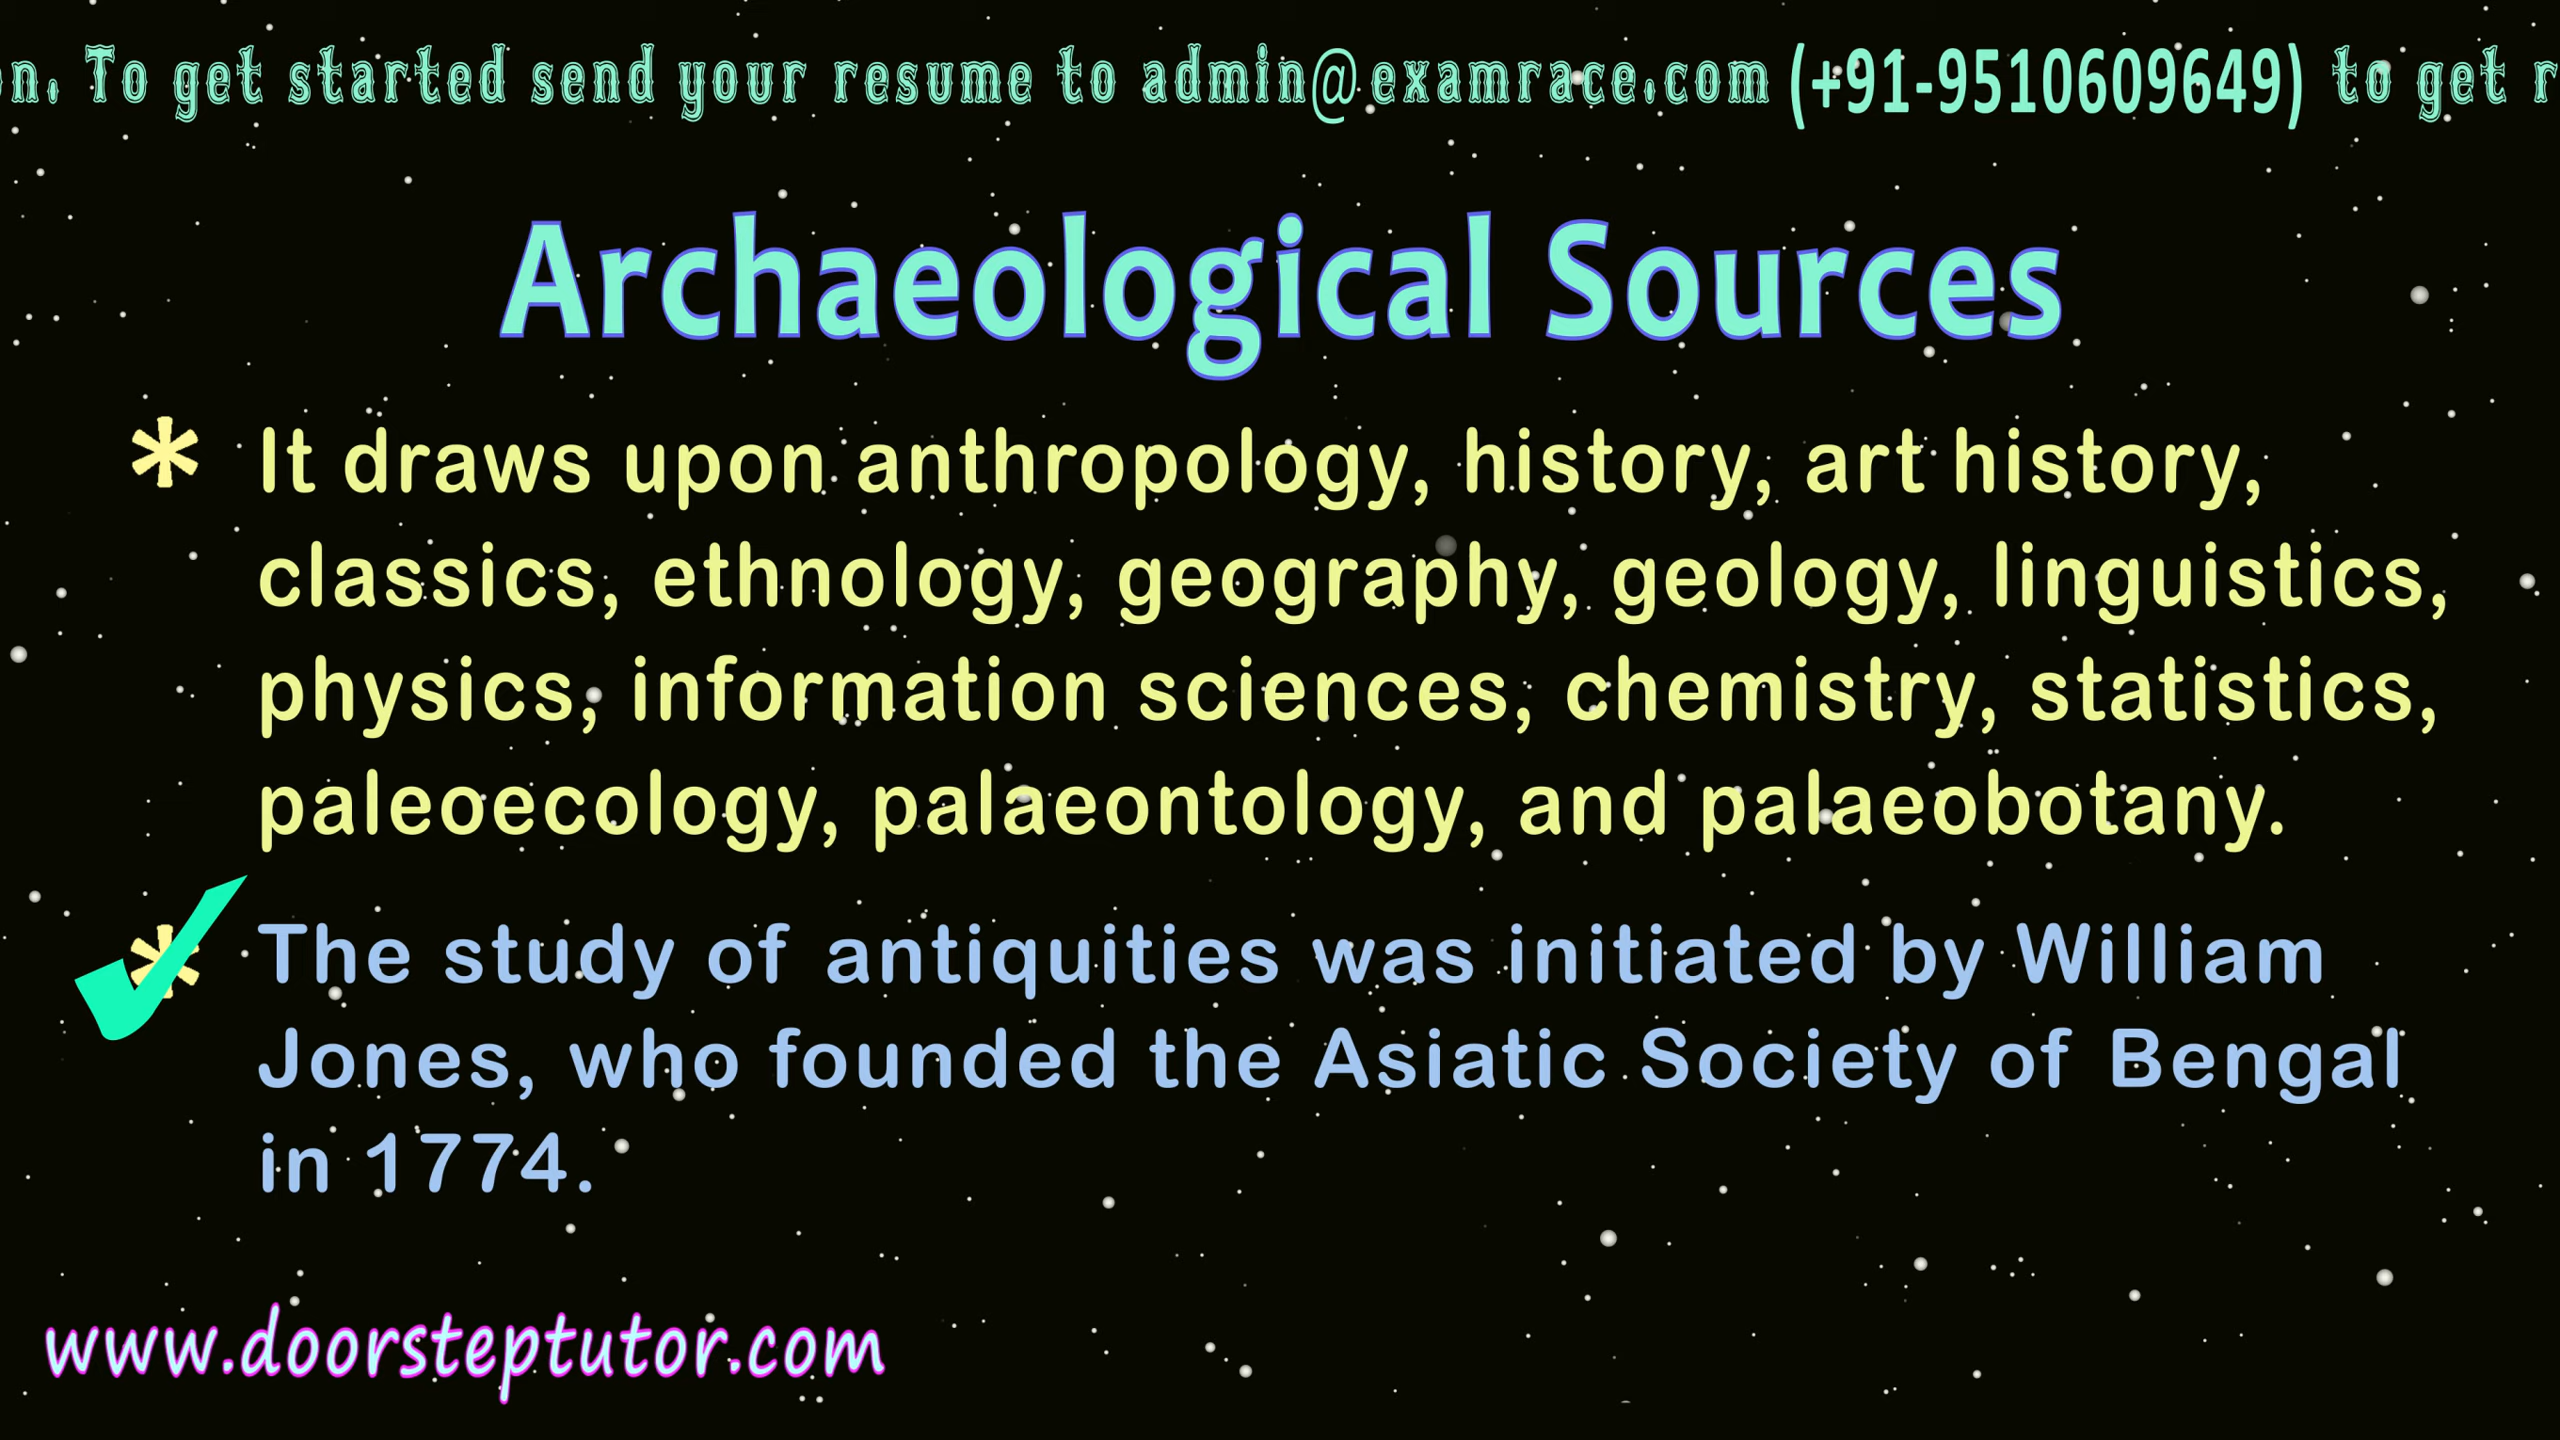 on. To get started send your resume to admin@examrace.com (+91-9510609649) to get r
Archaeological Sources
* It draws upon anthropology, history, art history,
classics, ethnology, geography, geology, linguistics,
physics, information sciences, chemistry, statistics,
paleoecology, palaeontology, and palaeobotany.
* The study of antiquities was initiated by William
Jones, who founded the Asiatic Society of Bengal
in 1774.
www.doorsteptutor.com